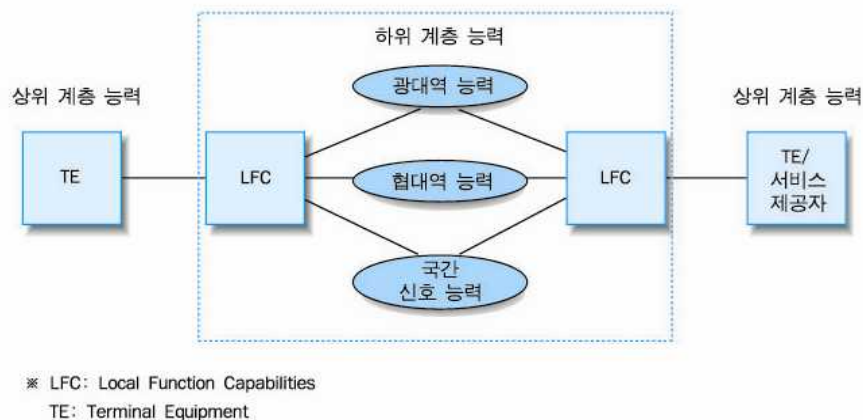 하위 계층 능력
상위 계층 능력
광대역 능력
상위 계층 능력
TE
LFC
협대역 능력
LFC
TE/
서비스
제공자
국간
신호 능력
※ LFC: Local Function Capabilities
TE: Terminal Equipment